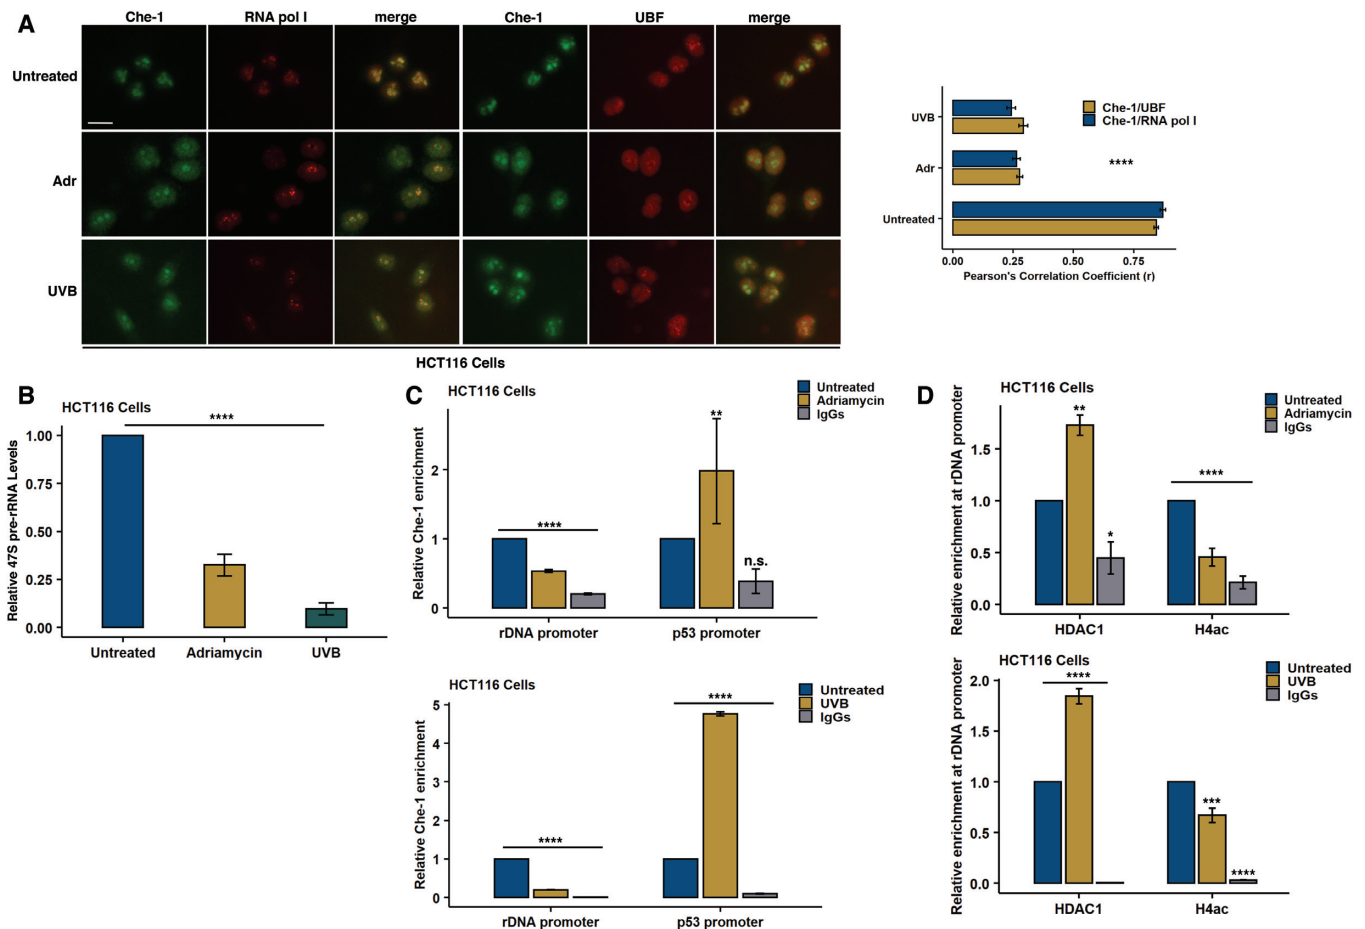 A
Che-1 RNA pol I merge Che-1 UBF merge
Untreated
Adr
UVB
HCT116 Cells
UVB
Adr
Untreated
Che-1/UBF
Che-1/RNA pol I
****
0.00 0.25 0.50 0.75
Pearson's Correlation Coefficient (r)
B
HCT116 Cells
****
Relative 47S pre-rRNA Levels
1.00
0.75
0.50
0.25
0.00
Untreated Adriamycin UVB
C
HCT116 Cells
Untreated
Adriamycin
IgGs
Relative Che-1 enrichment
2
1
0
****
**
n.s.
rDNA promoter p53 promoter
HCT116 Cells
Untreated
UVB
IgGs
Relative Che-1 enrichment
5
4
3
2
1
0
****
****
rDNA promoter p53 promoter
D
HCT116 Cells
Untreated
Adriamycin
IgGs
Relative enrichment at rDNA promoter
1.5
1.0
0.5
0.0
**
*
****
HDAC1 H4ac
HCT116 Cells
Untreated
UVB
IgGs
Relative enrichment at rDNA promoter
2.0
1.5
1.0
0.5
0.0
****
***
****
HDAC1 H4ac